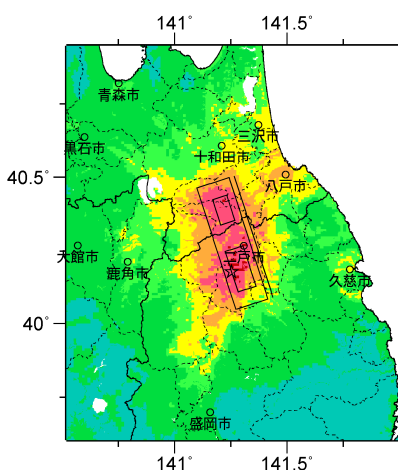 141° 141.5°
青森市
三沢市
黒石市
十和田市
40.5°
八戸市
二戸市
大館市
鹿角市
久慈市
40°
盛岡市
141° 141.5°